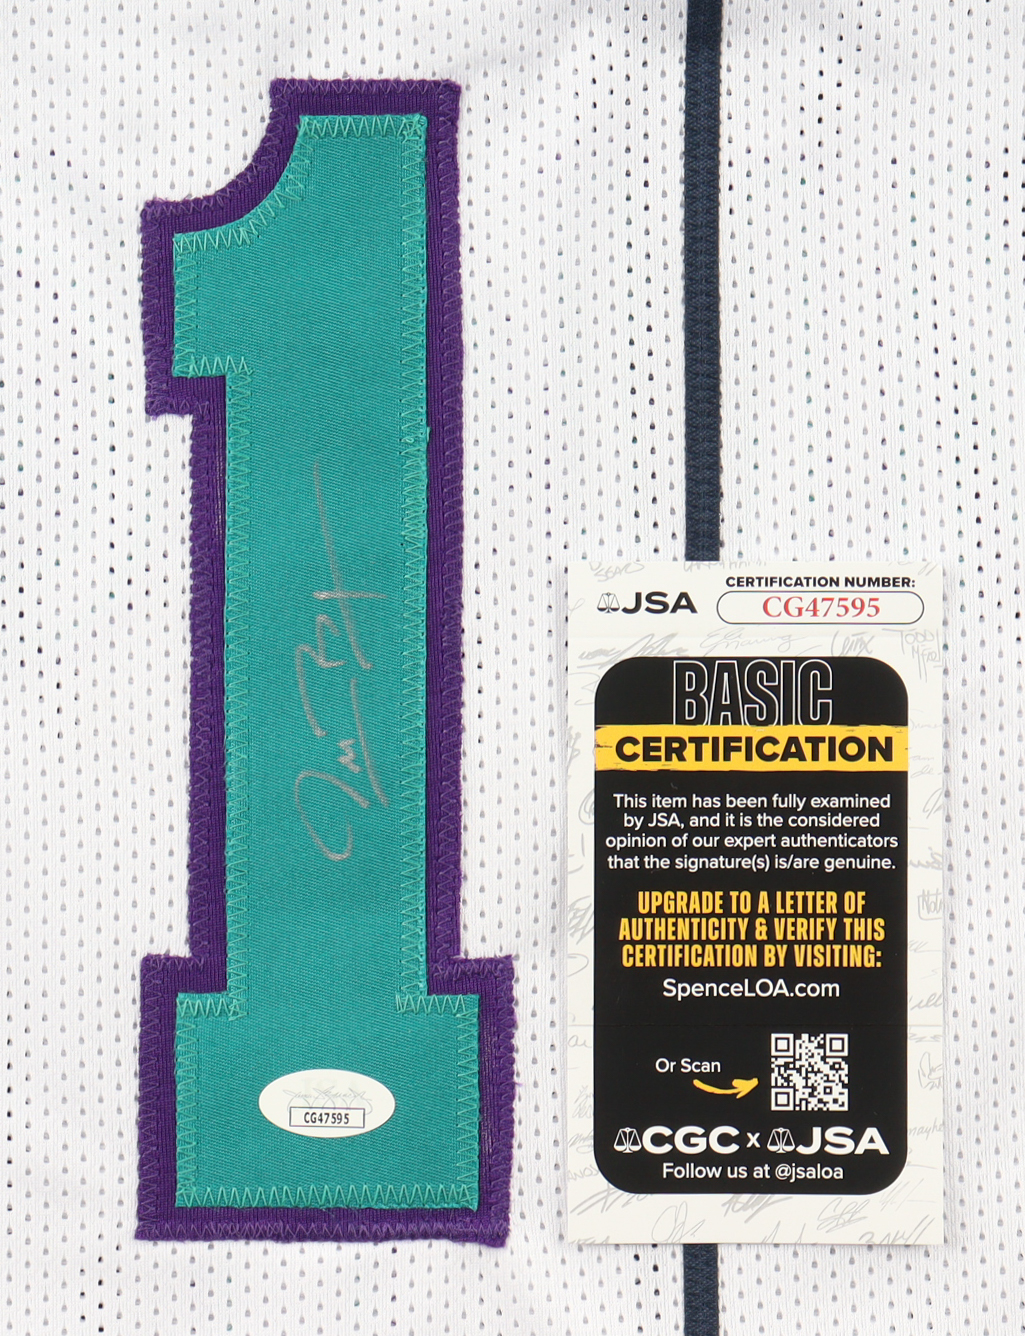 1
CG47595
JSA
CERTIFICATION NUMBER:
CG47595
BASIC
CERTIFICATION
This item has been fully examined
by JSA, and it is the considered
opinion of our expert authenticators
that the signature(s) is/are genuine.
UPGRADE TO A LETTER OF
AUTHENTICITY & VERIFY THIS
CERTIFICATION BY VISITING:
SpenceLOA.com
Or Scan
CGC x JSA
Follow us at @jsaloa